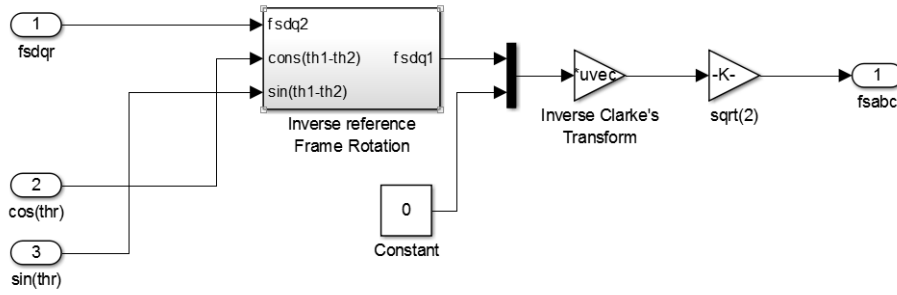 1
fsdqr
2
cos(thr)
3
sin(thr)
fsdq2
cons(th1-th2)
sin(th1-th2)
fsdq1
Inverse reference
Frame Rotation
0
Constant
*uvec
Inverse Clarke's
Transform
-K-
sqrt(2)
1
fsabc